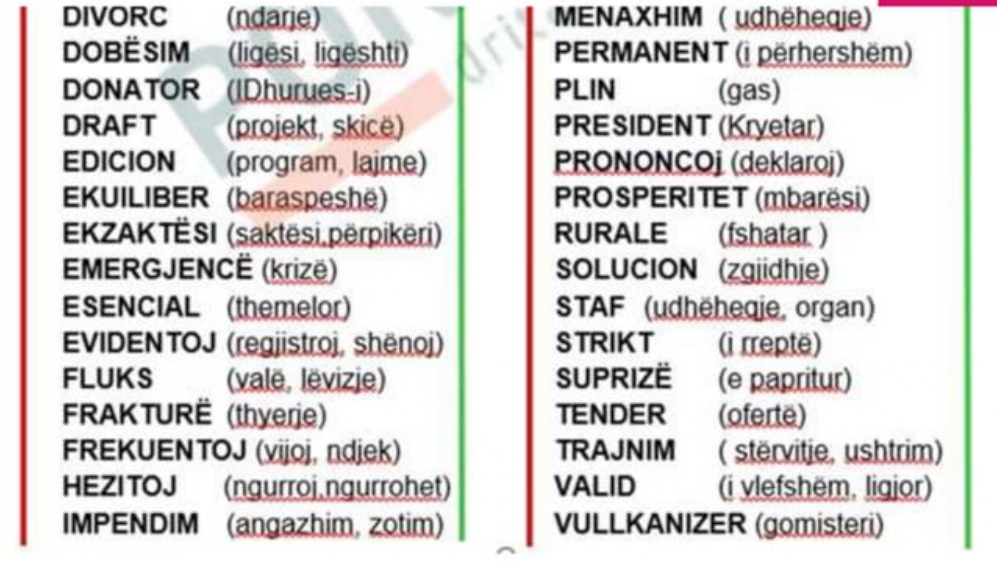 DIVORC (ndarje)
DOBËSIM (ligësi, ligështi)
DONATOR (IDhurues-i)
DRAFT (projekt, skicë)
EDICION (program, lajme)
EKUILIBER (baraspeshë)
EKZAKTËSI (saktësi,përpikëri)
EMERGJENCË (krizë)
ESENCIAL (themelor)
EVIDENTOJ (regjistroj, shënoj)
FLUKS (valë, lëvizje)
FRAKTURË (thyerje)
FREKUENTOJ (vijoj, ndjek)
HEZITOJ (ngurroj,ngurrohet)
IMPENDIM (angazhim, zotim)
MENAXHIM ( udhëheqje)
PERMANENT (i përhershëm)
PLIN (gas)
PRESIDENT (Kryetar)
PRONONCOj (deklaroj)
PROSPERITET (mbarësi)
RURALE (fshatar )
SOLUCION (zgjidhje)
STAF (udhëheqje, organ)
STRIKT (i rreptë)
SUPRIZË (e papritur)
TENDER (ofertë)
TRAJNIM ( stërvitje, ushtrim)
VALID (i vlefshëm, ligjor)
VULLKANIZER (gomisteri)